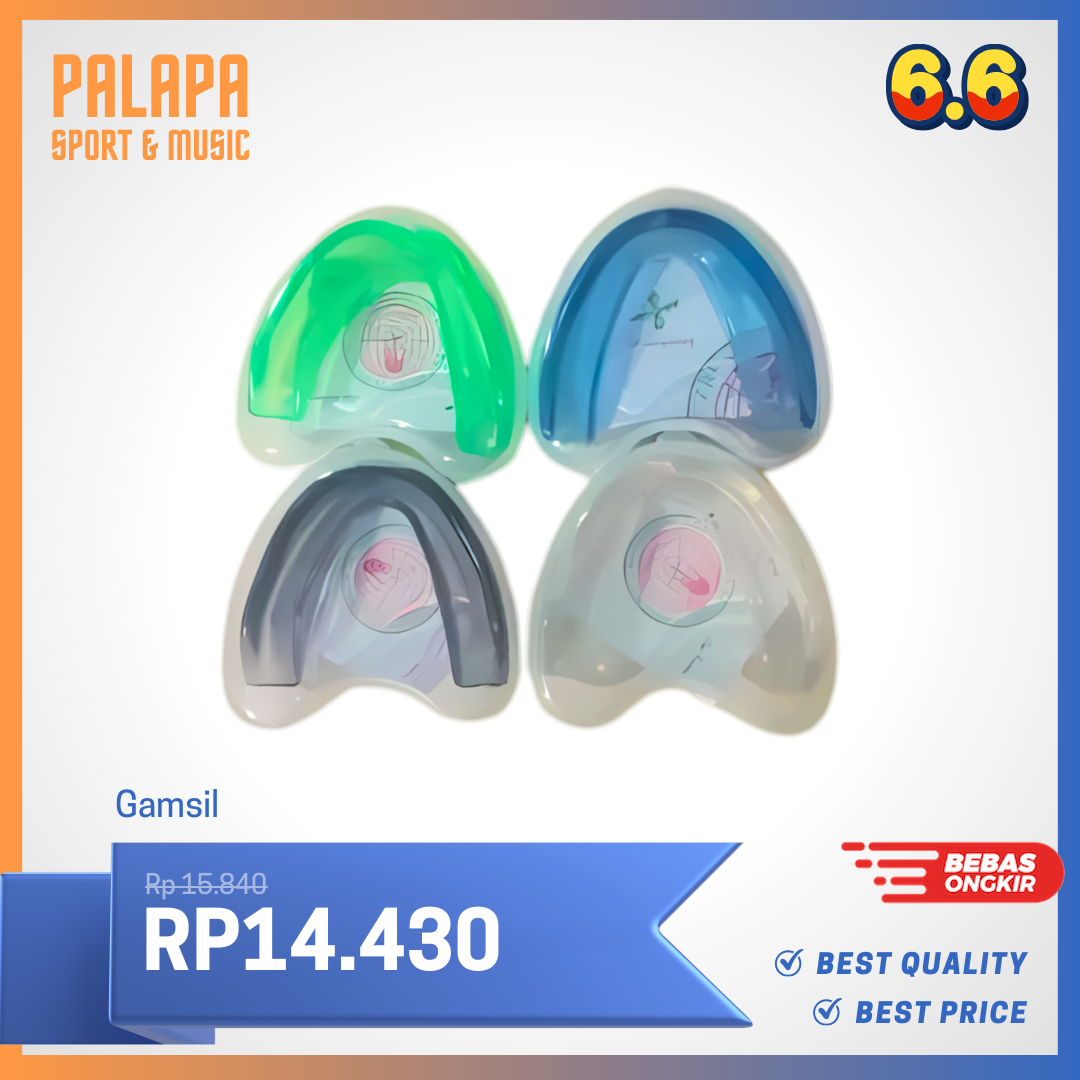 PALAPA
SPORT & MUSIC
6.6
Gamsil
Rp 15.840
RP14.430
BEBAS
ONGKIR
BEST QUALITY
BEST PRICE